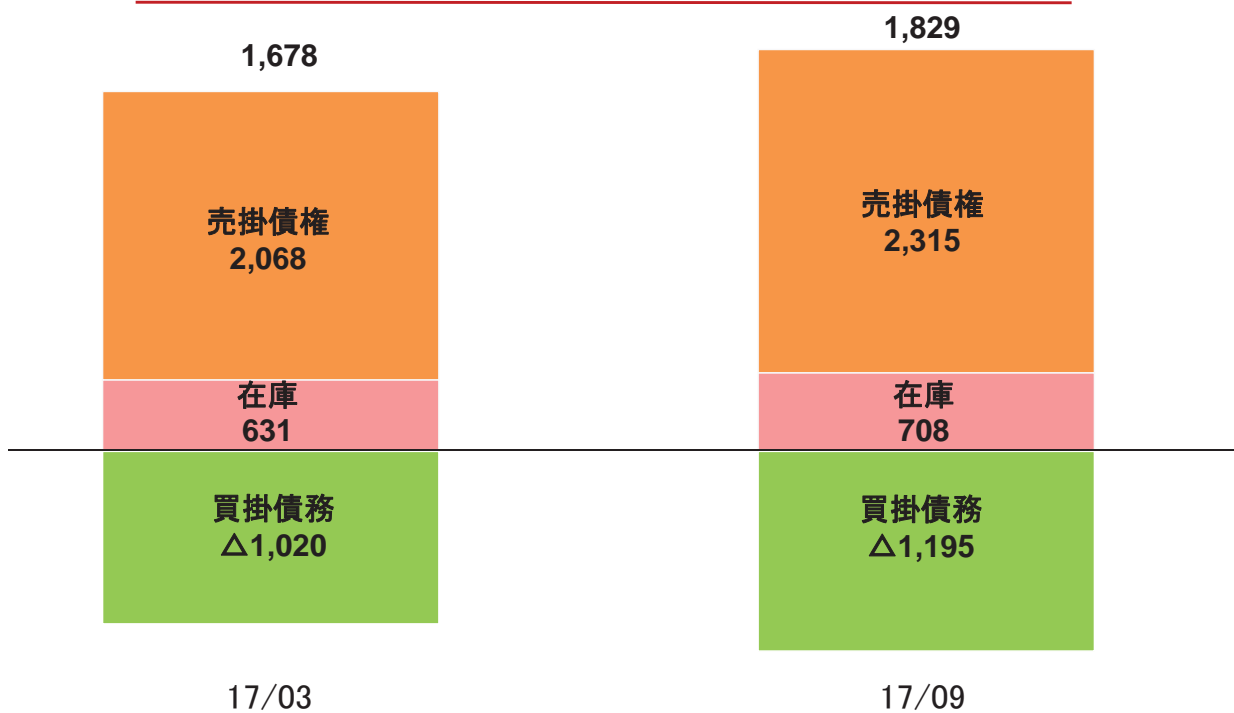 1,678
売掛債権
2,068
在庫
631
買掛債務
△1,020
17/03
1,829
売掛債権
2,315
在庫
708
買掛債務
△1,195
17/09